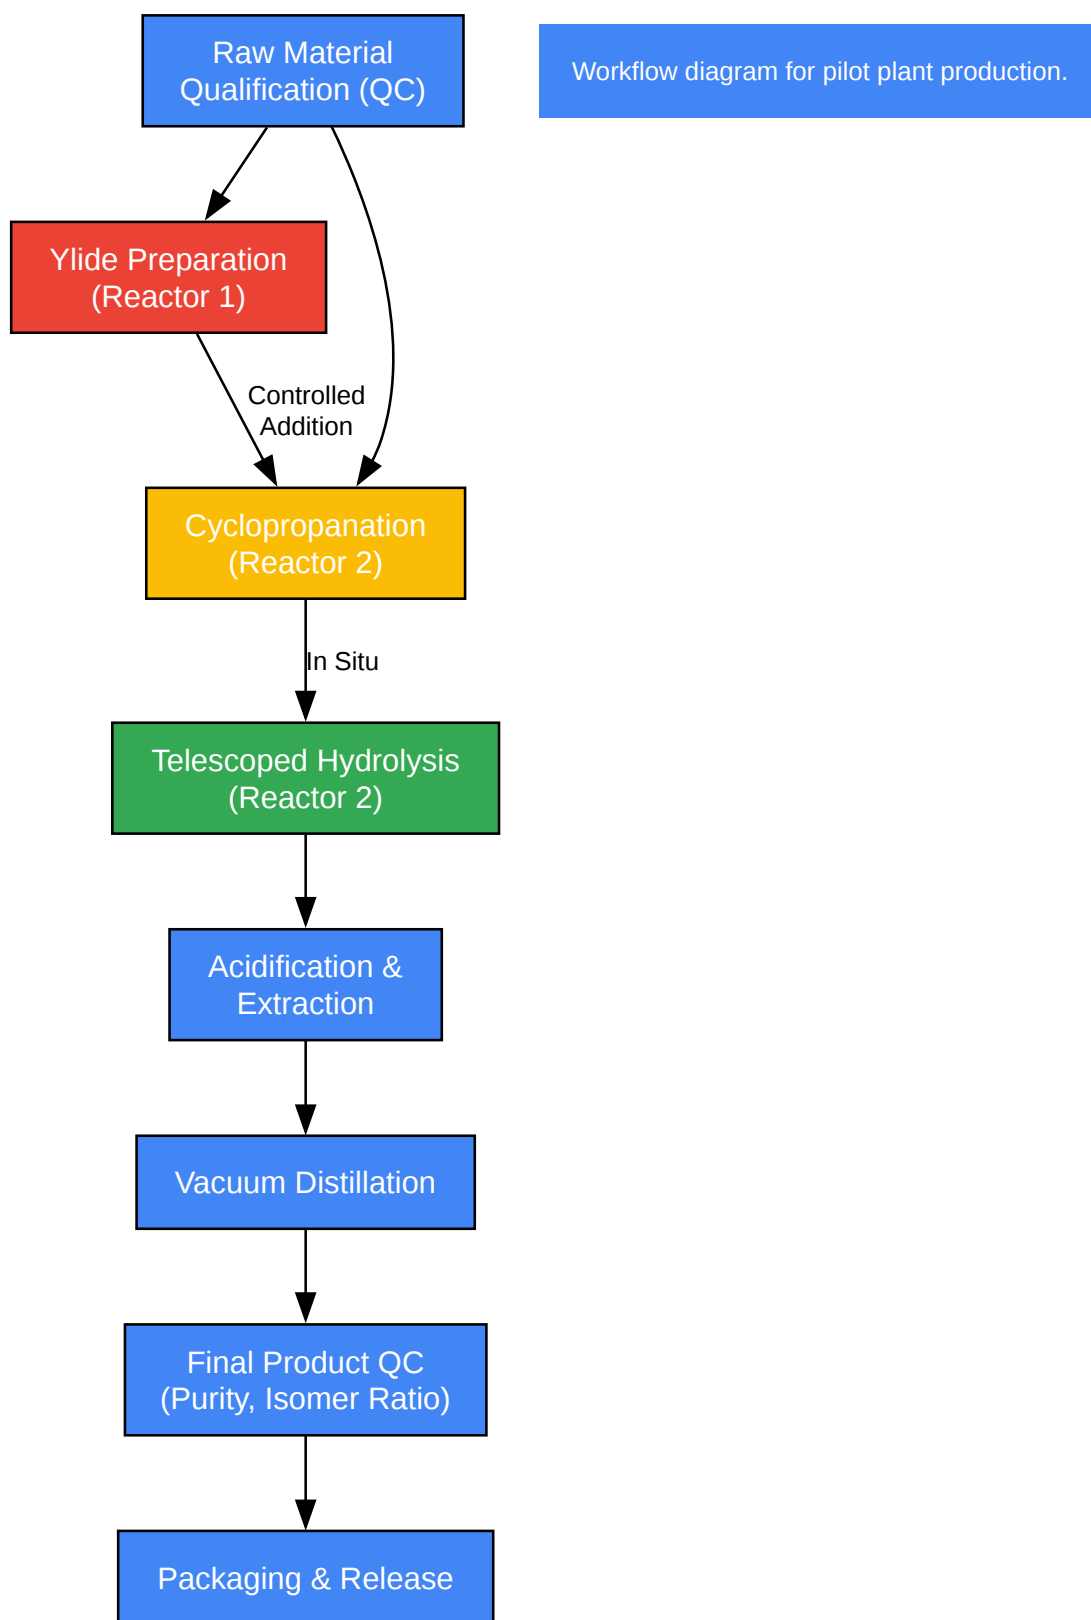 Raw Material
Qualification (QC)
Workflow diagram for pilot plant production.
Ylide Preparation
(Reactor 1)
Controlled
Addition
Cyclopropanation
(Reactor 2)
In Situ
Telescoped Hydrolysis
(Reactor 2)
Acidification &
Extraction
Vacuum Distillation
Final Product QC
(Purity, Isomer Ratio)
Packaging & Release